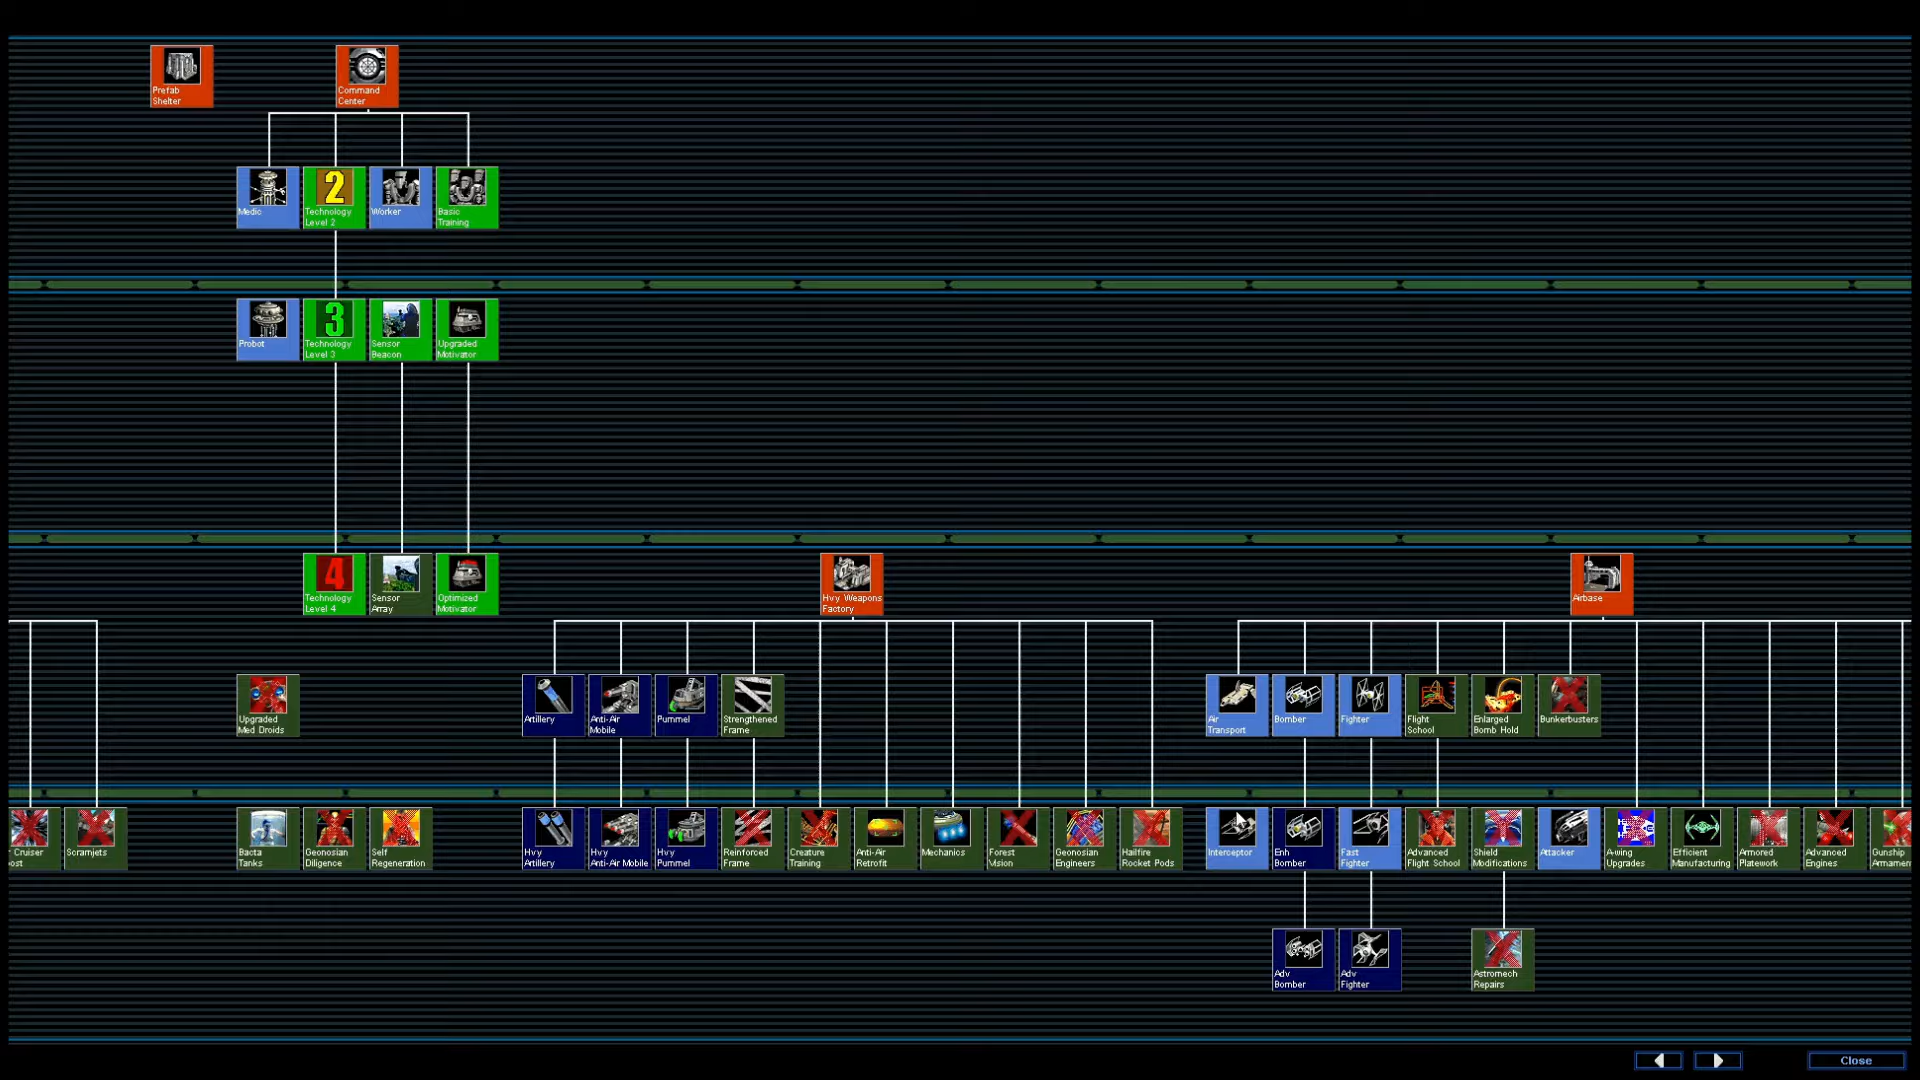 Prefab
Shelter
Command
Center
Medic
2
Technology
Level 2
Worker
Basic
Training
Probot
3
Technology
Level 3
Sensor
Beacon
Upgraded
Motivator
4
Technology
Level 4
Sensor
Array
Optimized
Motivator
Hvy Weapons
Factory
Airbase
Upgraded
Med Droids
Artillery
Anti-Air
Mobile
Pummel
Strengthened
Frame
Air
Transport
Bomber
Fighter
Flight
School
Enlarged
Bomb Hold
Bunkerbusters
Cruiser
ost
Scramjets
Bacta
Tanks
Geonosian
Diligence
Self
Regeneration
Hvy
Artillery
Hvy
Anti-Air Mobile
Hvy
Pummel
Reinforced
Frame
Creature
Training
Anti-Air
Retrofit
Mechanics
Forest
Vision
Geonosian
Engineers
Hailfire
Rocket Pods
Interceptor
Enh
Bomber
Fast
Fighter
Advanced
Flight School
Shield
Modifications
Attacker
A-wing
Upgrades
Efficient
Manufacturing
Armored
Platework
Advanced
Engines
Gunship
Armamen
Adv
Bomber
Adv
Fighter
Astromech
Repairs
Close